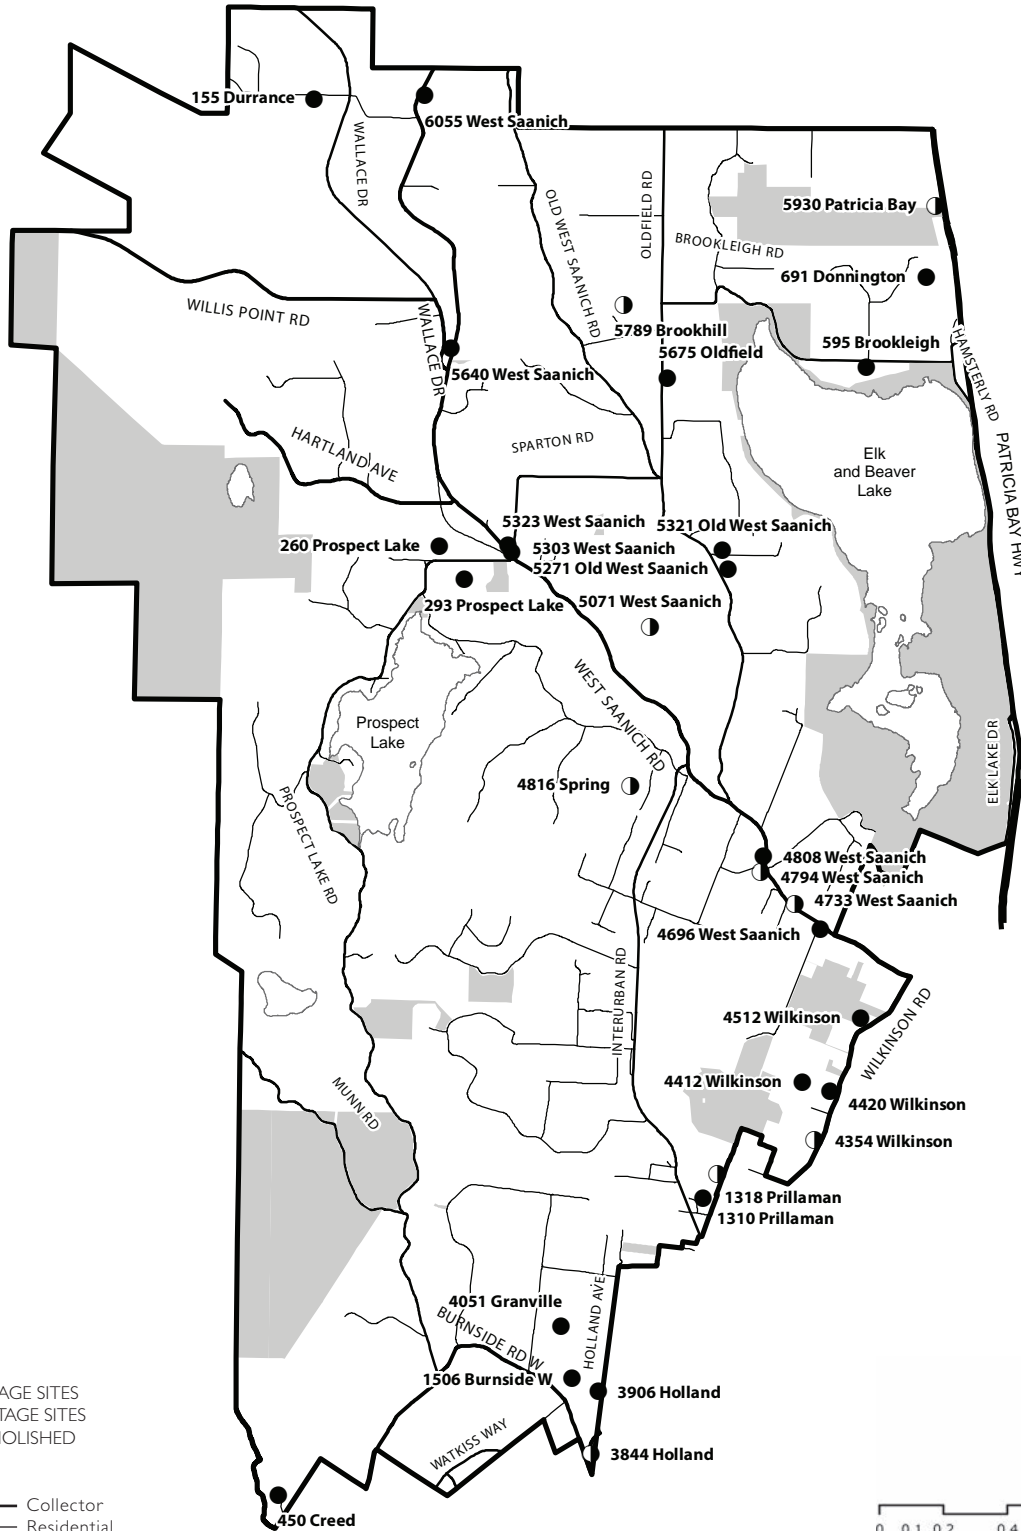 155 Durrance
6055 West Saanich
WALLACE DR
OLD WEST SAANICH RD
OLDFIELD RD
5930 Patricia Bay
BROOKLEIGH RD
691 Donnington
WILLIS POINT RD
WALLACE DR
5789 Brookhill
595 Brookleigh
5675 Oldfield
HAMSTERLY RD
5640 West Saanich
PATRICIA BAY HWY
HARTLAND AVE
SPARTON RD
Elk
and Beaver
Lake
5323 West Saanich
5321 Old West Saanich
260 Prospect Lake
5303 West Saanich
5271 Old West Saanich
293 Prospect Lake
5071 West Saanich
WEST SAANICH RD
Prospect
Lake
ELK LAKE DR
4816 Spring
PROSPECT LAKE RD
4808 West Saanich
4794 West Saanich
4733 West Saanich
4696 West Saanich
INTERURBAN RD
4512 Wilkinson
WILKINSON RD
MUNN RD
4412 Wilkinson
4420 Wilkinson
4354 Wilkinson
1318 Prillaman
1310 Prillaman
4051 Granville
BURNSIDE RD W
HOLLAND AVE
1506 Burnside W
3906 Holland
AGE SITES
TAGE SITES
OLISHED
WATKISS WAY
3844 Holland
Collector
Residential
450 Creed
0 0.1 0.2 0.4